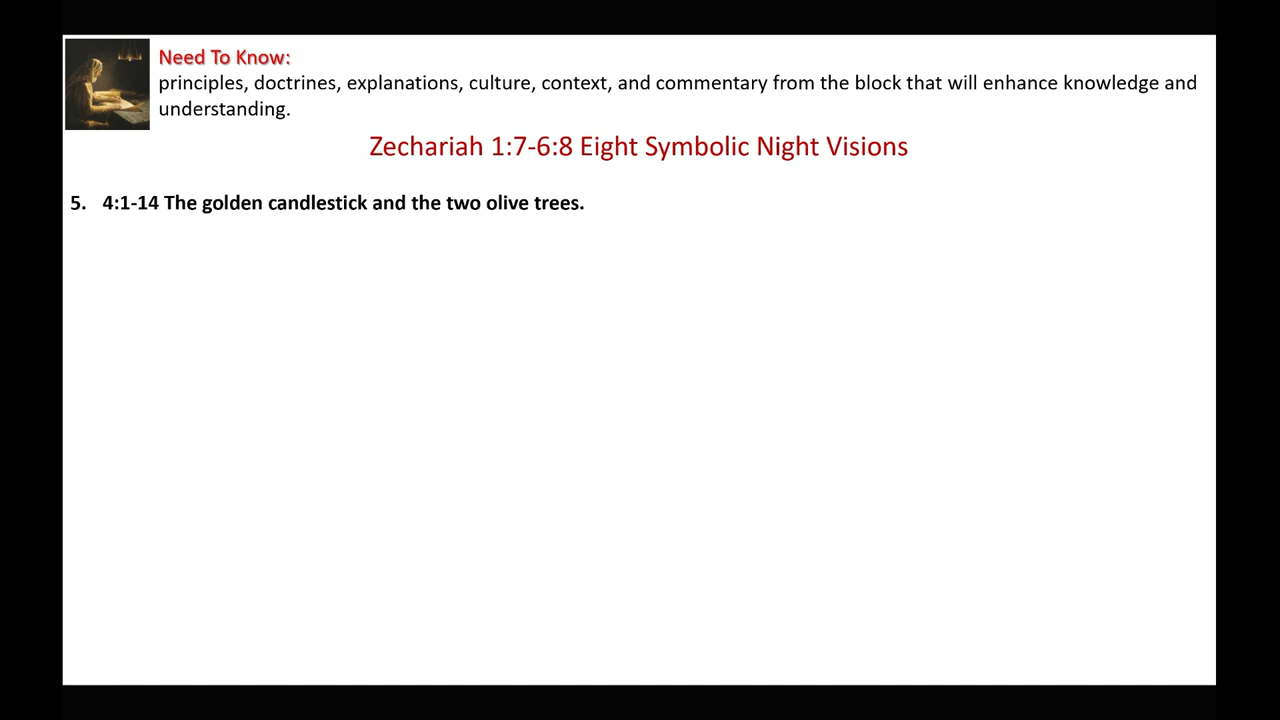 Need To Know:
principles, doctrines, explanations, culture, context, and commentary from the block that will enhance knowledge and
understanding.
Zechariah 1:7-6:8 Eight Symbolic Night Visions
5. 4:1-14 The golden candlestick and the two olive trees.